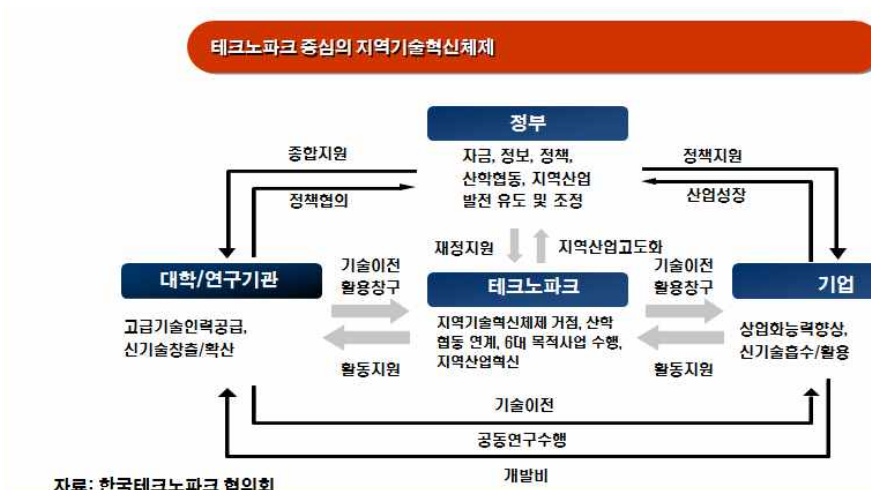 테크노파크 중심의 지역기술혁신체제
정부
종합지원
자금, 정보, 정책,
산학협동, 지역산업
발전 유도 및 조정
정책지원
정책협의
산업성장
재정지원
지역산업고도화
대학/연구기관
기술이전
활용창구
테크노파크
기술이전
활용창구
기업
고급기술인력공급,
신기술창출/확산
지역기술혁신체제 거점, 산학
협동 연계, 6대 목적사업 수행,
지역산업혁신
상업화능력향상,
신기술흡수/활용
활동지원
활동지원
기술이전
공동연구수행
개발비
자료: 한국테크노파크 협의회